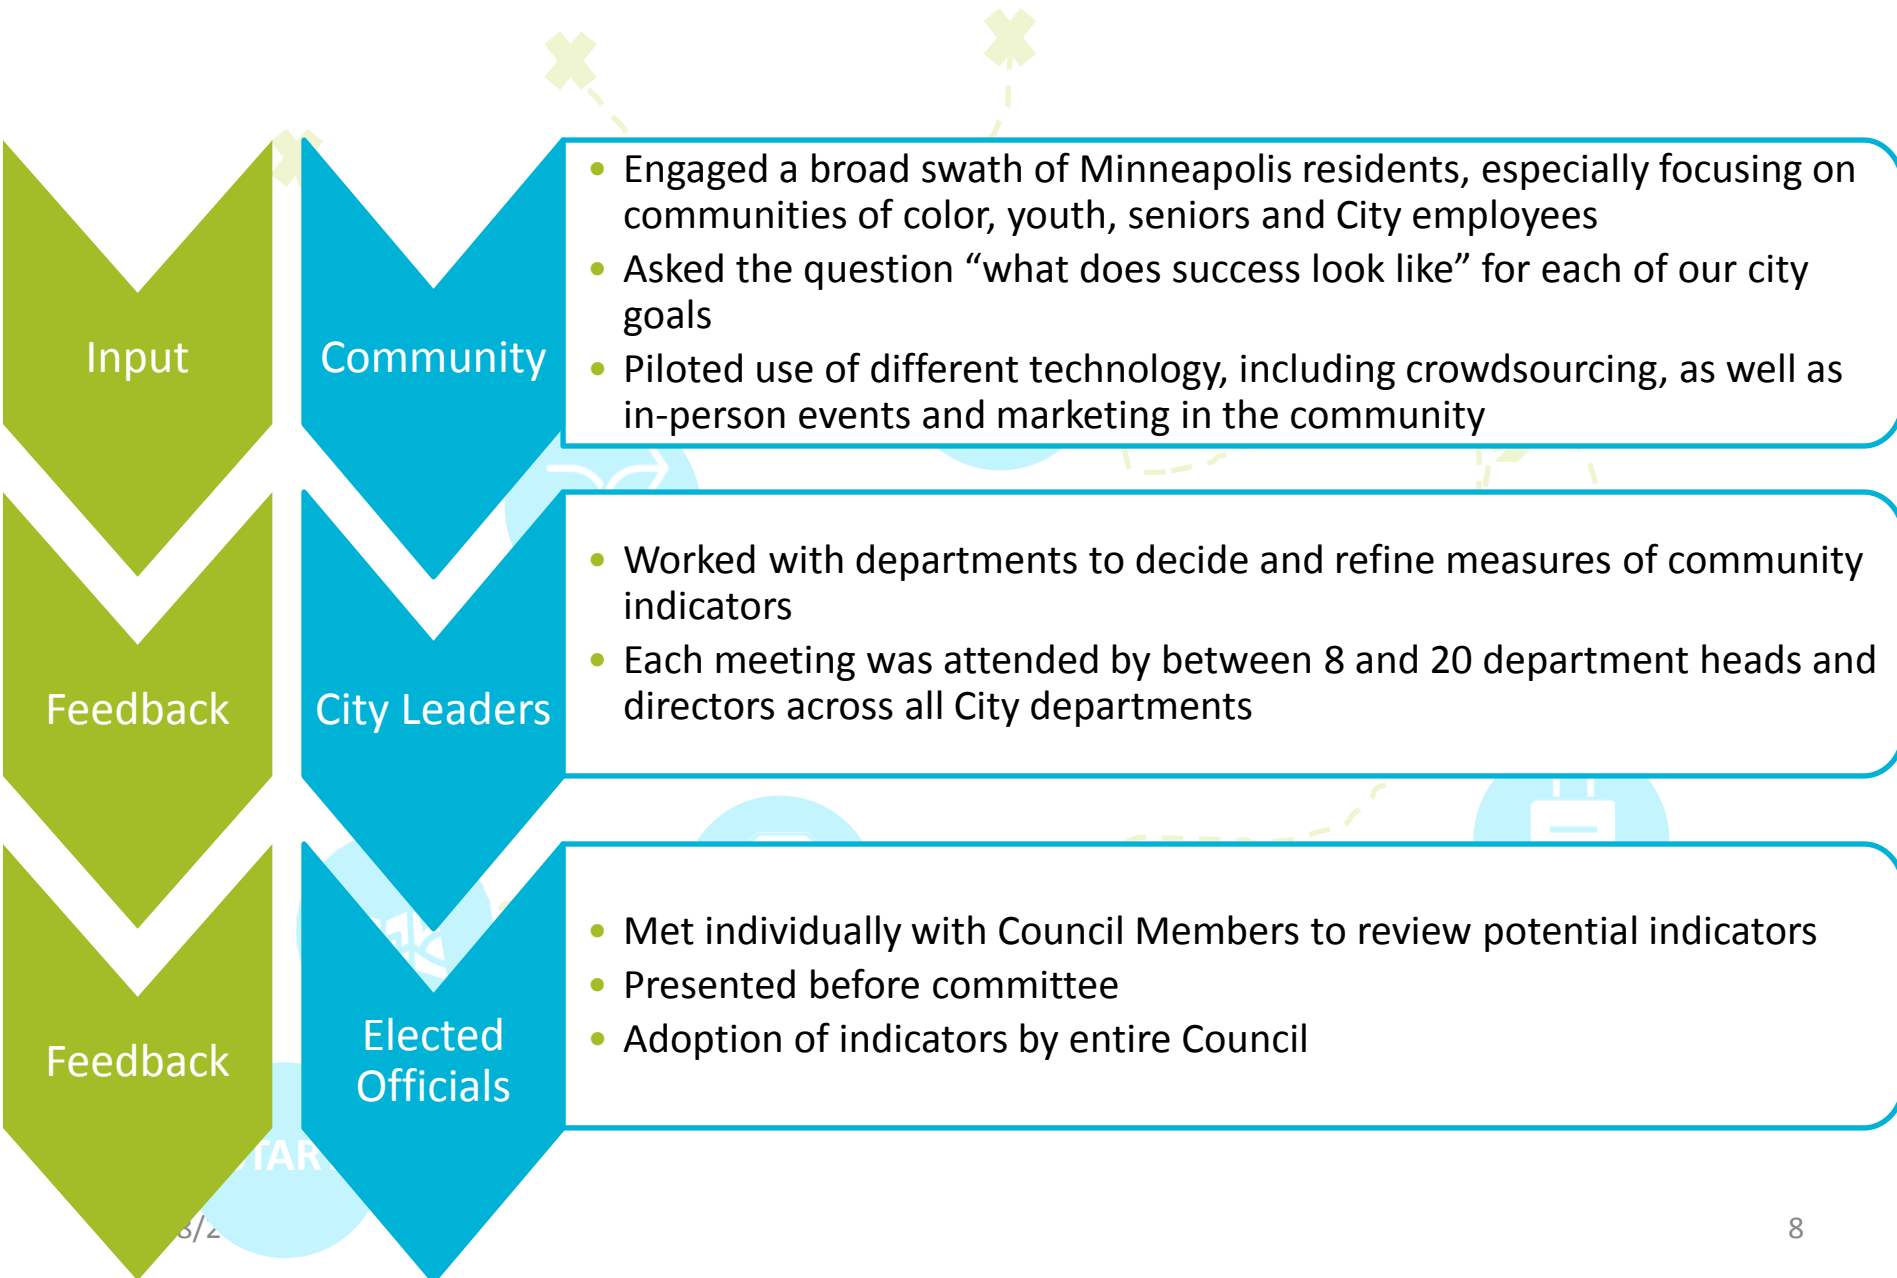 Input
Community
• Engaged a broad swath of Minneapolis residents, especially focusing on
communities of color, youth, seniors and City employees
• Asked the question “what does success look like” for each of our city
goals
• Piloted use of different technology, including crowdsourcing, as well as
in-person events and marketing in the community
Feedback
City Leaders
• Worked with departments to decide and refine measures of community
indicators
• Each meeting was attended by between 8 and 20 department heads and
directors across all City departments
Feedback
Elected
Officials
• Met individually with Council Members to review potential indicators
• Presented before committee
• Adoption of indicators by entire Council
8